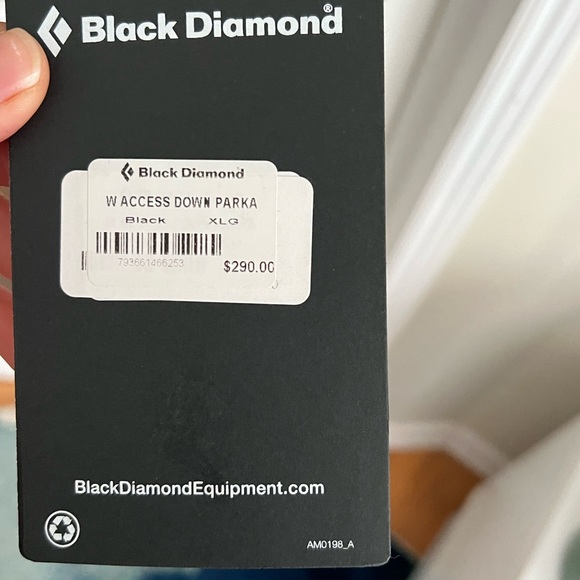 Black Diamond®
Black Diamond
W ACCESS DOWN PARKA
Black XLG
793661466253
$290.00
BlackDiamondEquipment.com
AM0198_A